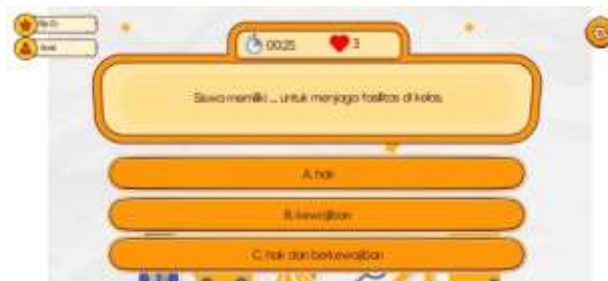 00:25
3
Siswa memiliki ... untuk menjaga fasilitas di kelas.
A. hak
B. kewajiban
C. hak dan berkewajiban